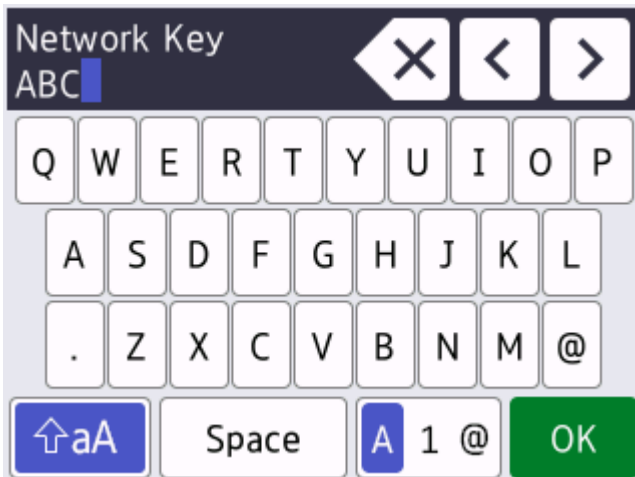 Network Key
ABC
Q W E R T Y U I O P
A S D F G H J K L
. Z X C V B N M @
aA Space A 1 @ OK